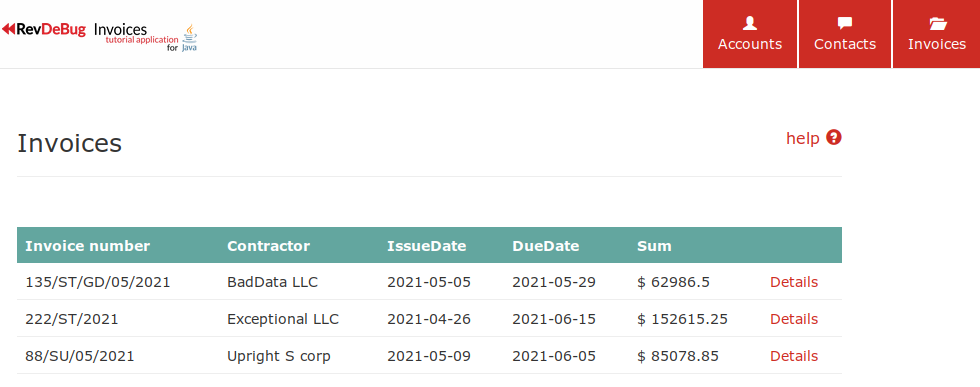 RevDeBug Invoices
tutorial application
for Java
Accounts Contacts Invoices
Invoices
help ?
Invoice number Contractor IssueDate DueDate Sum
135/ST/GD/05/2021 BadData LLC 2021-05-05 2021-05-29 $ 62986.5 Details
222/ST/2021 Exceptional LLC 2021-04-26 2021-06-15 $ 152615.25 Details
88/SU/05/2021 Upright S corp 2021-05-09 2021-06-05 $ 85078.85 Details